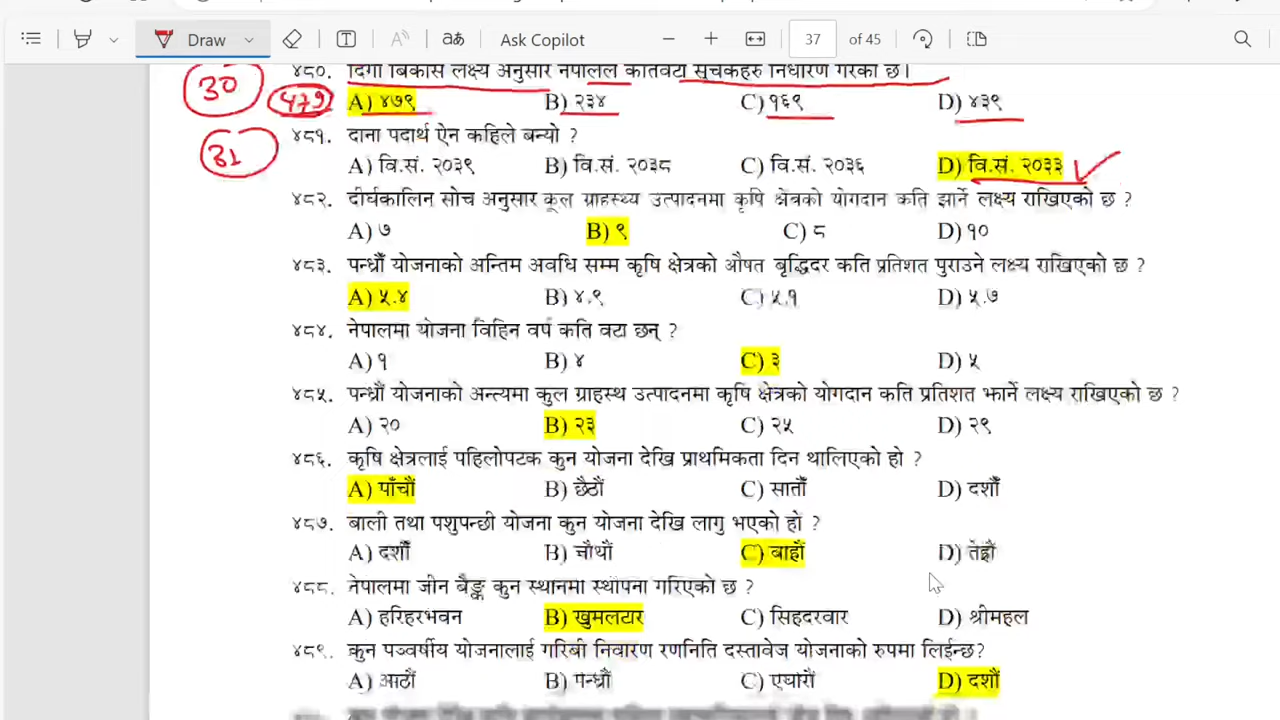 Draw
Ask Copilot
37 of 45
30 ४८०. दिगो बिकास लक्ष्य अनुसार नेपालल कतिवटा सुचकहरु निर्धारण गरेको छ।
479 A) ४७९ B) २३४ C) १६९ D) ४३९
31 ४८१. दाना पदार्थ ऐन कहिले बन्यो ?
A) वि.सं. २०३९ B) वि.सं. २०३८ C) वि.सं. २०३६ D) वि.सं. २०३३
४८२. दीर्घकालिन सोच अनुसार कूल ग्राहस्थ्य उत्पादनमा कृषि क्षेत्रको योगदान कति झार्ने लक्ष्य राखिएको छ ?
A) ७ B) ९ C) ८ D) १०
४८३. पन्ध्रौं योजनाको अन्तिम अवधि सम्म कृषि क्षेत्रको औषत बृद्धिदर कति प्रतिशत पुराउने लक्ष्य राखिएको छ ?
A) ५.४ B) ४.९ C) ५.१ D) ५.७
४८४. नेपालमा योजना विहिन वर्ष कति वटा छन् ?
A) १ B) ४ C) ३ D) ५
४८५. पन्ध्रौं योजनाको अन्त्यमा कुल ग्राहस्थ उत्पादनमा कृषि क्षेत्रको योगदान कति प्रतिशत झार्ने लक्ष्य राखिएको छ ?
A) २० B) २३ C) २५ D) २९
४८६. कृषि क्षेत्रलाई पहिलोपटक कुन योजना देखि प्राथमिकता दिन थालिएको हो ?
A) पाँचौं B) छैठौं C) सातौं D) दशौं
४८७. बाली तथा पशुपन्छी योजना कुन योजना देखि लागु भएको हो ?
A) दशौं B) चौथौं C) बाह्रौं D) तेह्रौं
४८८. नेपालमा जीन बैङ्क कुन स्थानमा स्थापना गरिएको छ ?
A) हरिहरभवन B) खुमलटार C) सिहदरवार D) श्रीमहल
४८९. कुन पञ्चवर्षीय योजनालाई गरिबी निवारण रणनिति दस्तावेज योजनाको रुपमा लिईन्छ?
A) आठौं B) पन्ध्रौं C) एघारौं D) दशौं